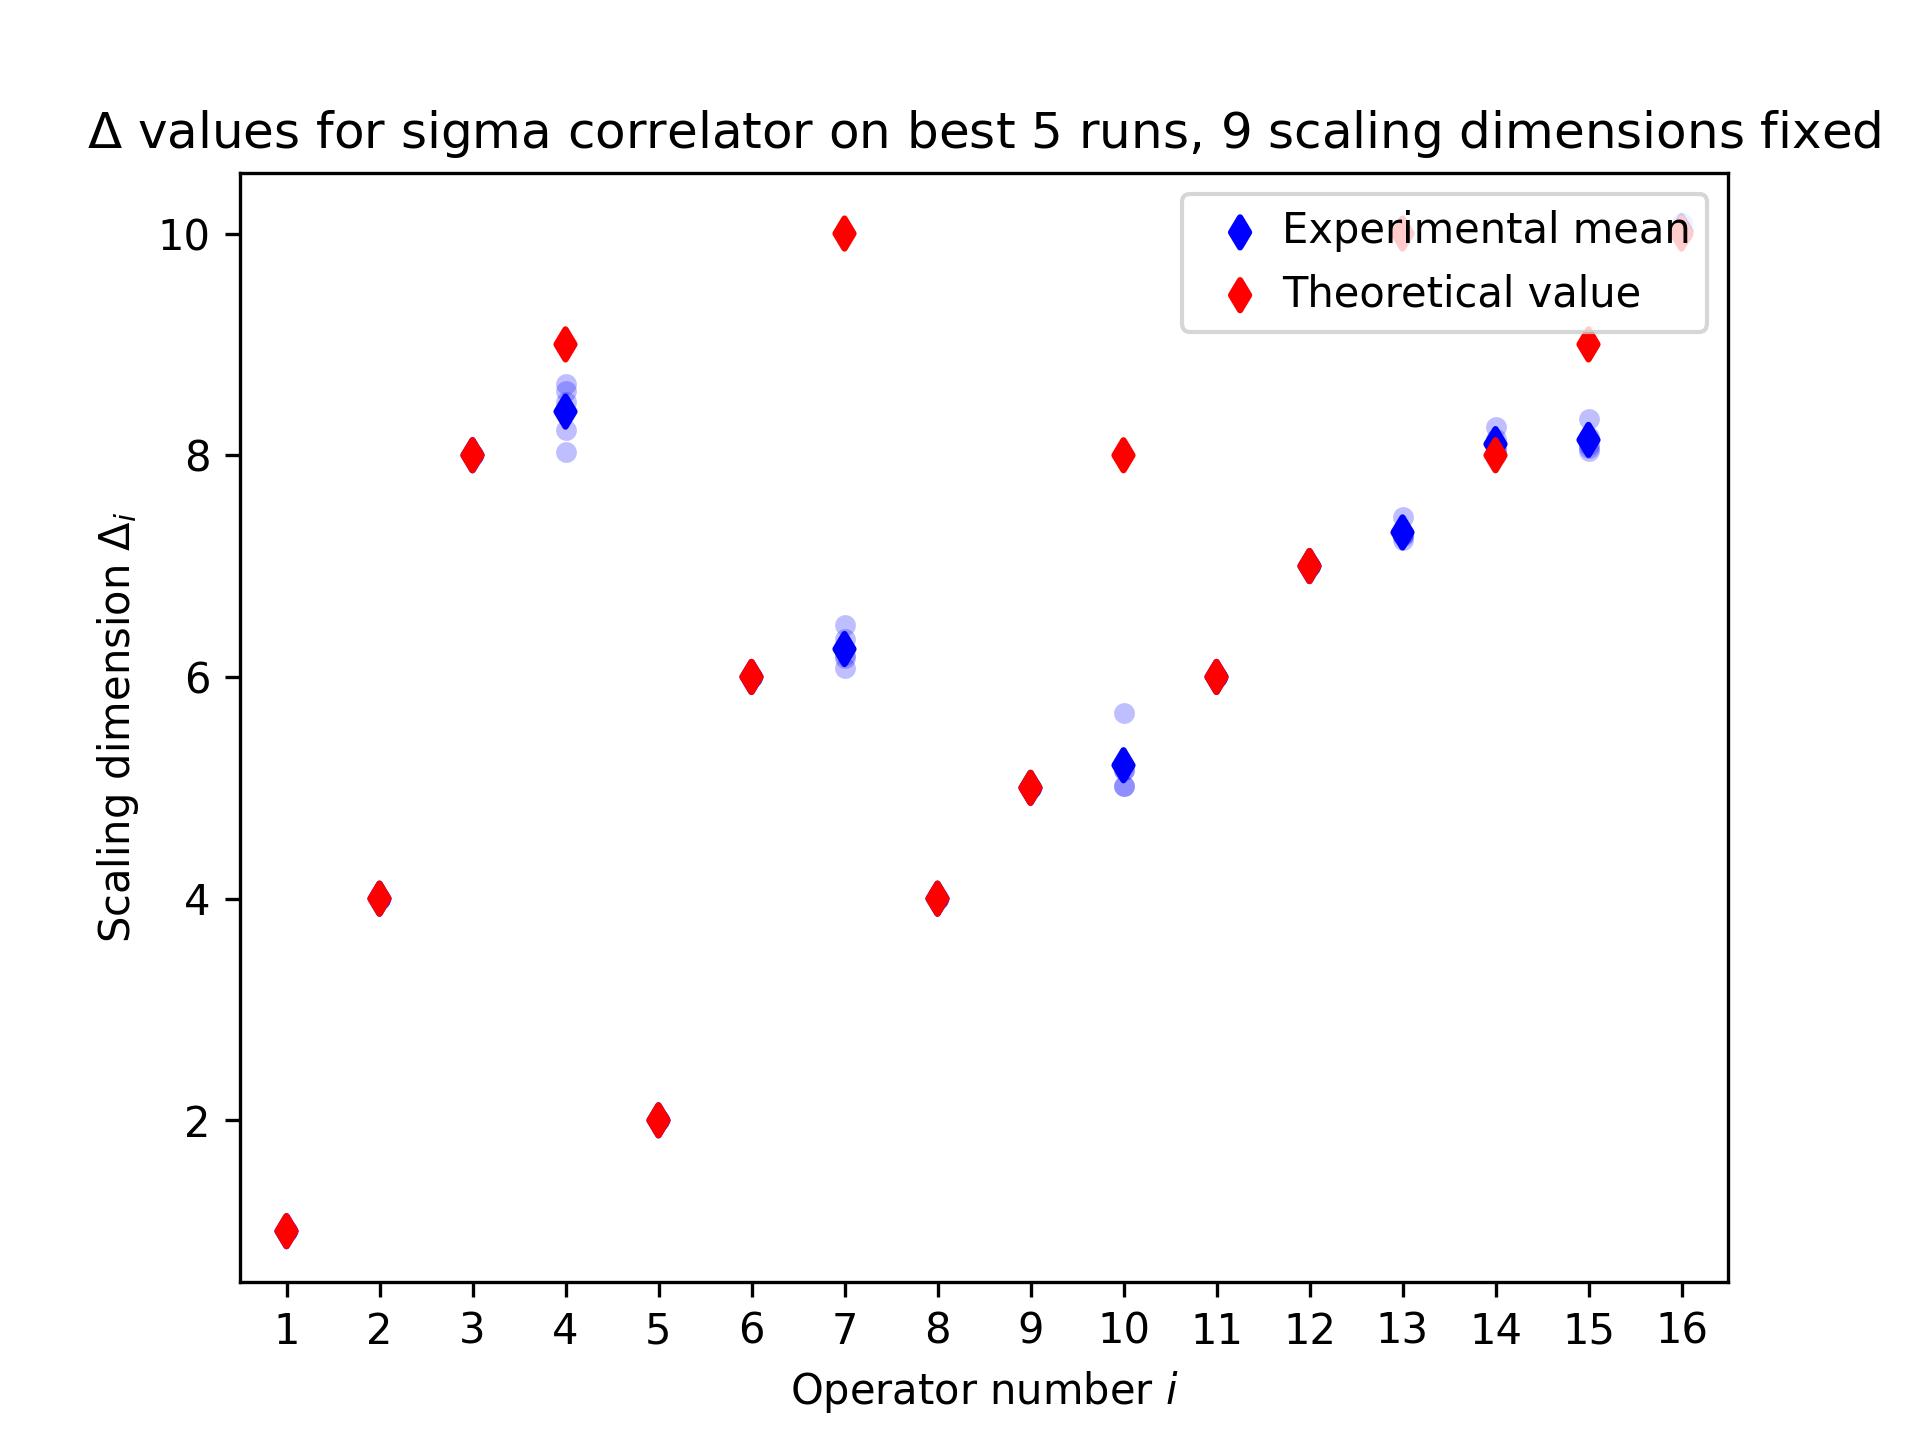 Δ values for sigma correlator on best 5 runs, 9 scaling dimensions fixed
Experimental mean
Theoretical value
10
8
6
4
2
Scaling dimension Δi
1 2 3 4 5 6 7 8 9 10 11 12 13 14 15 16
Operator number i